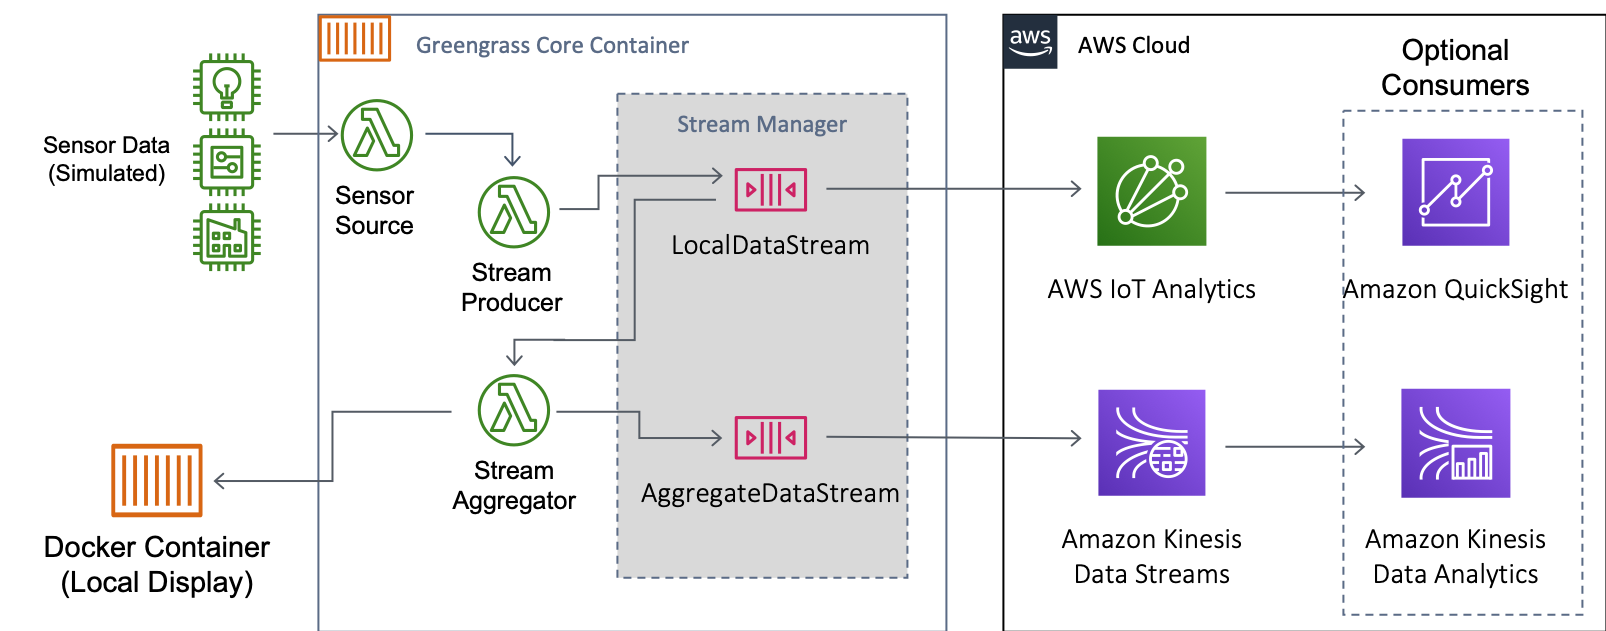 Greengrass Core Container
aws
AWS Cloud
Optional
Consumers
Sensor Data
(Simulated)
Sensor
Source
Stream Manager
Stream
Producer
LocalDataStream
AWS IoT Analytics
Amazon QuickSight
Stream
Aggregator
AggregateDataStream
Docker Container
(Local Display)
Amazon Kinesis
Data Streams
Amazon Kinesis
Data Analytics